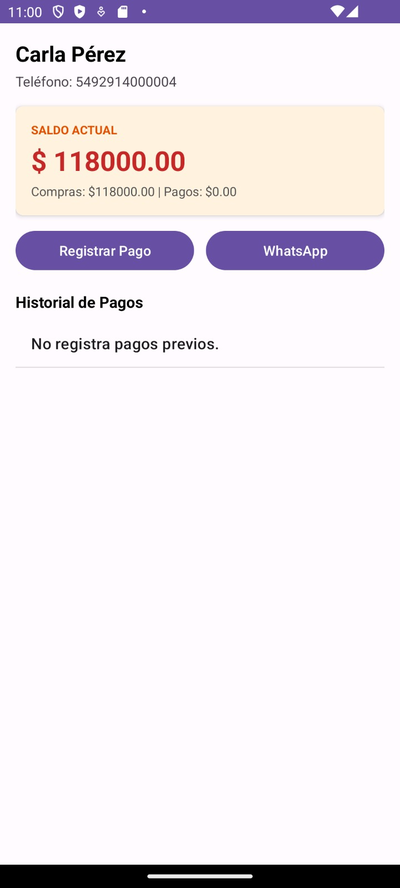 11:00
Carla Pérez
Teléfono: 5492914000004
SALDO ACTUAL
$ 118000.00
Compras: $118000.00 | Pagos: $0.00
Registrar Pago
WhatsApp
Historial de Pagos
No registra pagos previos.